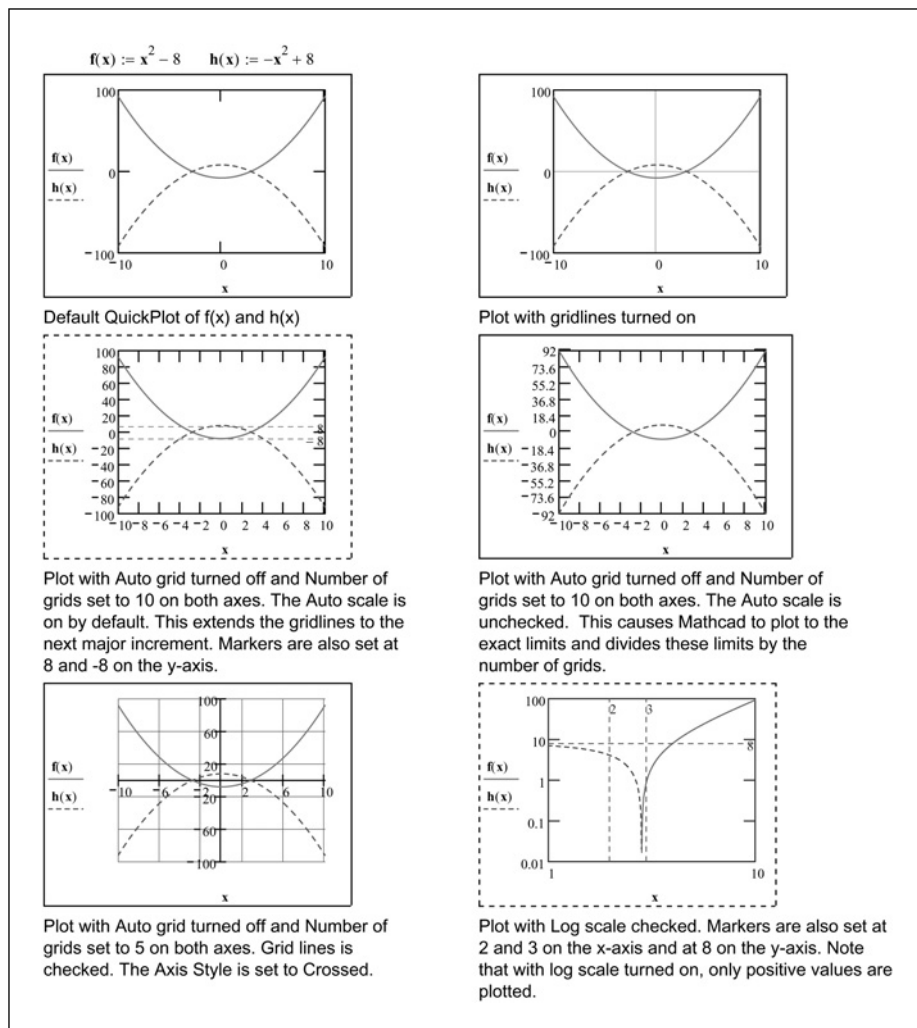 f(x) := x² − 8 h(x) := −x² + 8
100
f(x)
0
h(x)
−100
−10 0 10
x
Default QuickPlot of f(x) and h(x)
100
f(x)
0
h(x)
−100
−10 0 10
x
Plot with gridlines turned on
100
80
60
40
20
f(x)
0
h(x)
8
−8
−20
−40
−60
−80
−100
−10 −8 −6 −4 −2 0 2 4 6 8 10
x
Plot with Auto grid turned off and Number of
grids set to 10 on both axes. The Auto scale is
on by default. This extends the gridlines to the
next major increment. Markers are also set at
8 and -8 on the y-axis.
92
73.6
55.2
36.8
18.4
f(x)
0
h(x)
−18.4
−36.8
−55.2
−73.6
−92
−10 −8 −6 −4 −2 0 2 4 6 8 10
x
Plot with Auto grid turned off and Number of
grids set to 10 on both axes. The Auto scale is
unchecked. This causes Mathcad to plot to the
exact limits and divides these limits by the
number of grids.
100
60
20
f(x)
h(x)
−10 −6 −2 2 6 10
−20
−60
−100
x
Plot with Auto grid turned off and Number of
grids set to 5 on both axes. Grid lines is
checked. The Axis Style is set to Crossed.
100
2 3
10
8
f(x)
1
h(x)
0.1
0.01
1 10
x
Plot with Log scale checked. Markers are also set at
2 and 3 on the x-axis and at 8 on the y-axis. Note
that with log scale turned on, only positive values are
plotted.